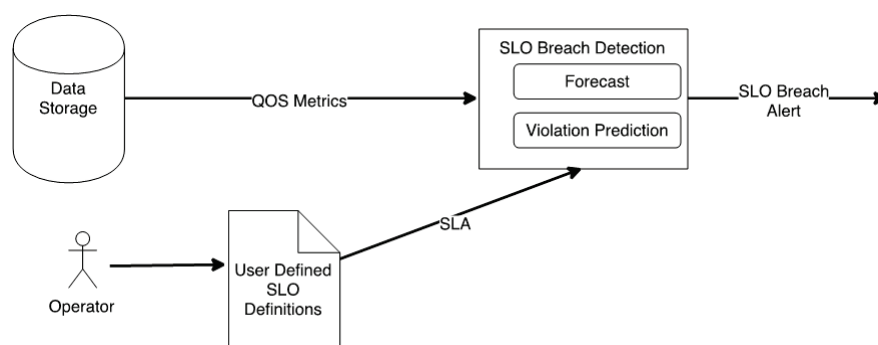 SLO Breach Detection
Forecast
Violation Prediction
Data
Storage
QOS Metrics
SLO Breach
Alert
SLA
User Defined
SLO
Definitions
Operator